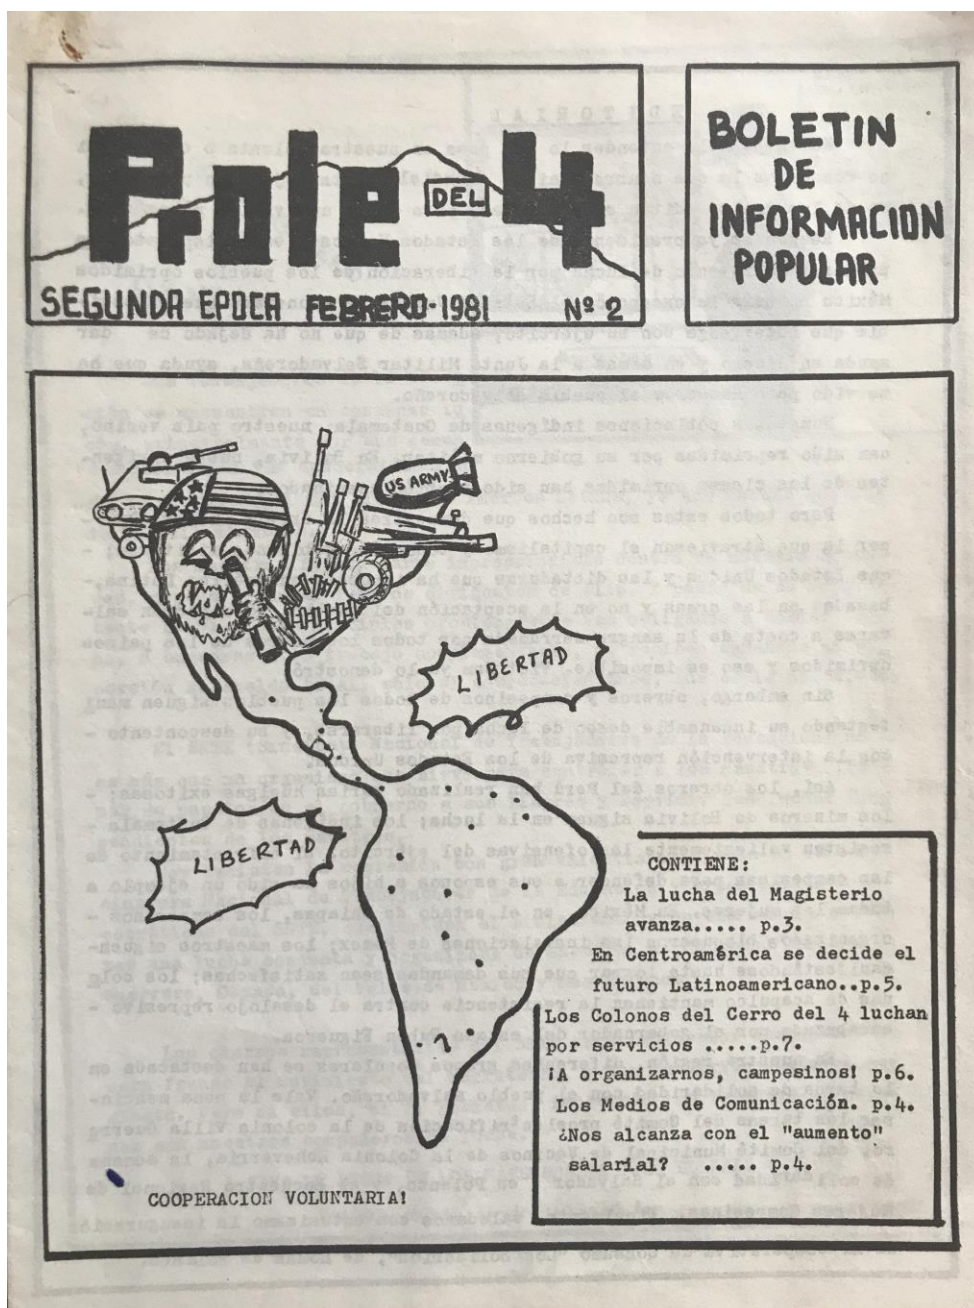 Prole DEL 4
SEGUNDA EPOCA FEBRERO-1981 Nº 2
BOLETIN
DE
INFORMACION
POPULAR
US ARMY
LIBERTAD
LIBERTAD
CONTIENE:
La lucha del Magisterio
avanza..... p.3.
En Centroamérica se decide el
futuro Latinoamericano..p.5.
Los Colonos del Cerro del 4 luchan
por servicios .....p.7.
¡A organizarnos, campesinos! p.6.
Los Medios de Comunicación. p.4.
¿Nos alcanza con el "aumento"
salarial? ..... p.4.
COOPERACION VOLUNTARIA!